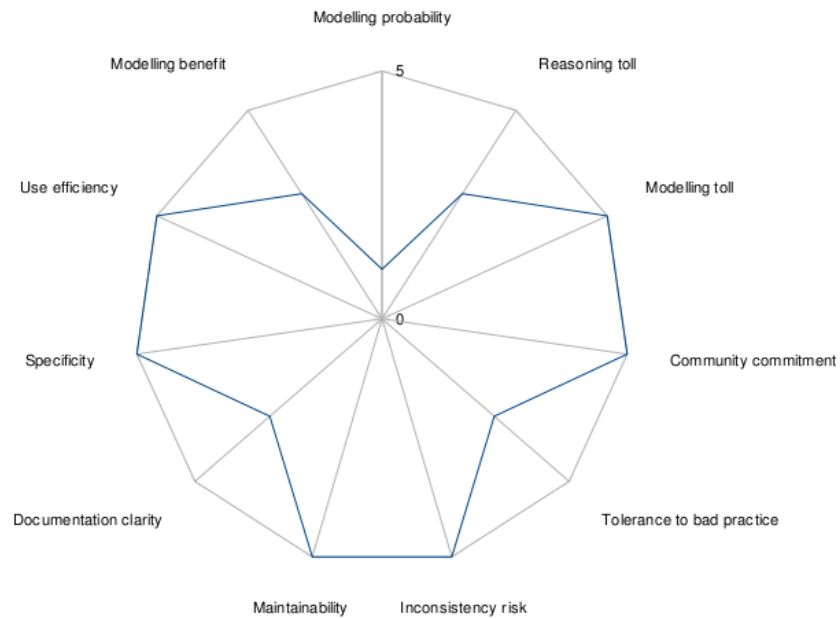 Modelling probability
Modelling benefit
Reasoning toll
5
Use efficiency
Modelling toll
0
Specificity
Community commitment
Documentation clarity
Tolerance to bad practice
Maintainability
Inconsistency risk